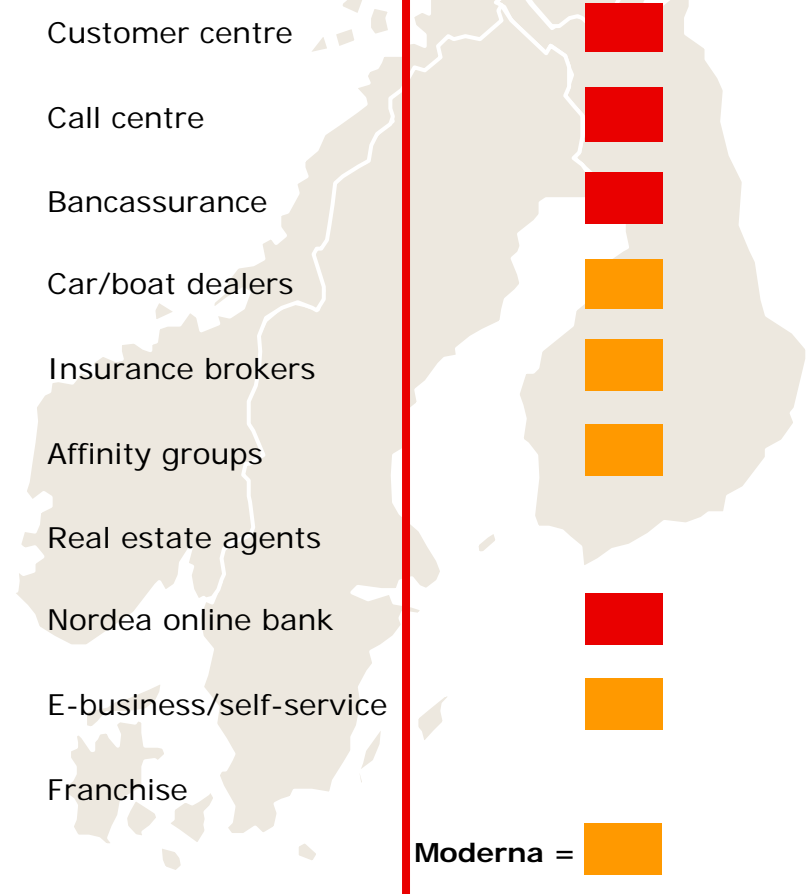 Customer centre
Call centre
Bancassurance
Car/boat dealers
Insurance brokers
Affinity groups
Real estate agents
Nordea online bank
E-business/self-service
Franchise
Moderna =